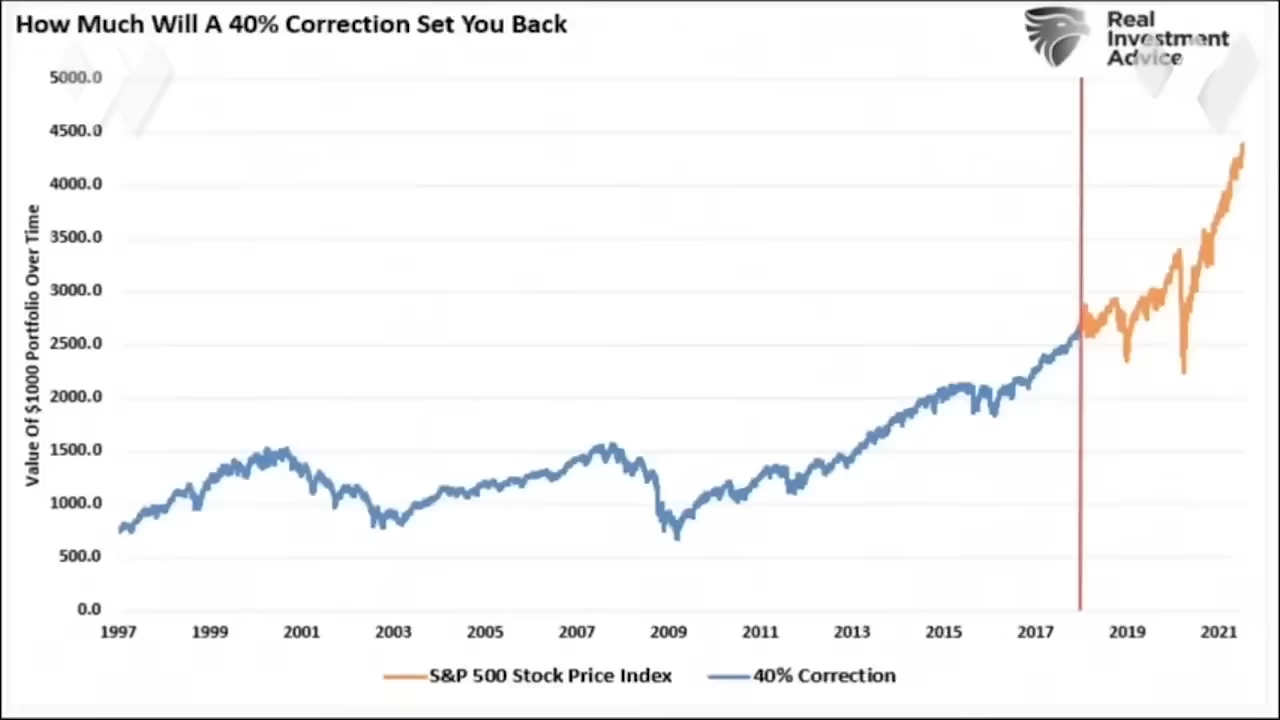 How Much Will A 40% Correction Set You Back
Real
Investment
Advice
Value Of $1000 Portfolio Over Time
5000.0
4500.0
4000.0
3500.0
3000.0
2500.0
2000.0
1500.0
1000.0
500.0
0.0
1997 1999 2001 2003 2005 2007 2009 2011 2013 2015 2017 2019 2021
S&P 500 Stock Price Index 40% Correction